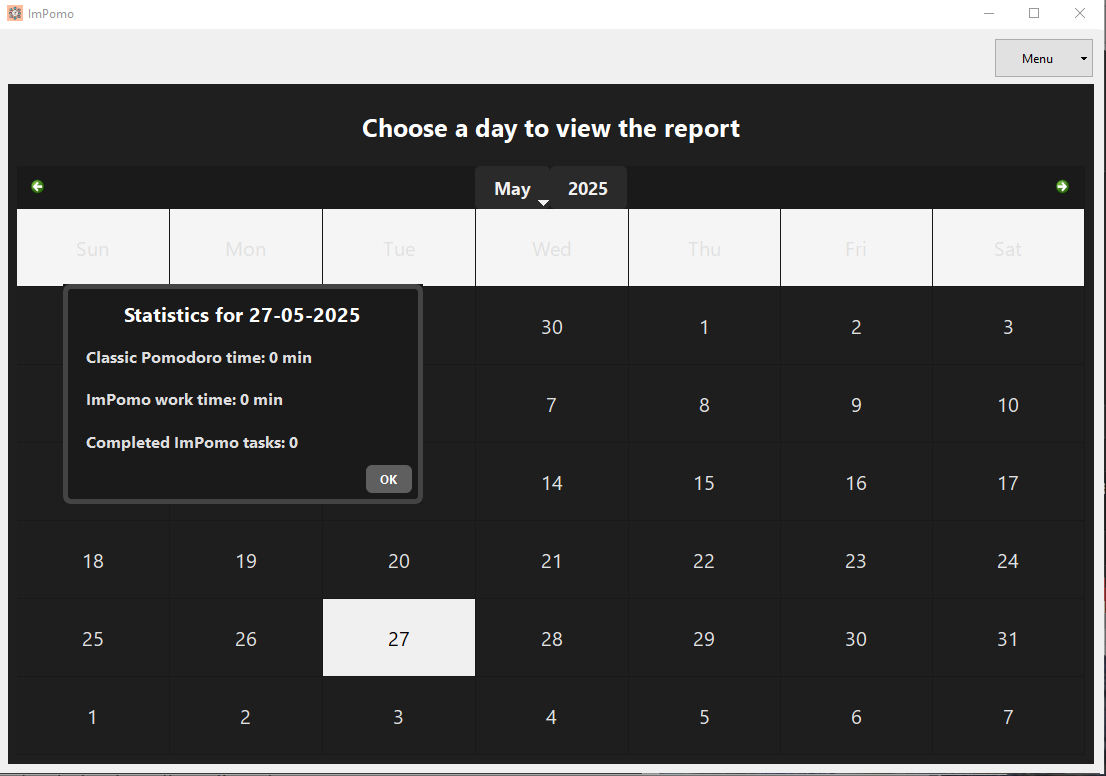 ImPomo
Menu
Choose a day to view the report
May 2025
Sun Mon Tue Wed Thu Fri Sat
Statistics for 27-05-2025
Classic Pomodoro time: 0 min
ImPomo work time: 0 min
Completed ImPomo tasks: 0
OK
30 1 2 3
7 8 9 10
14 15 16 17
18 19 20 21 22 23 24
25 26 27 28 29 30 31
1 2 3 4 5 6 7